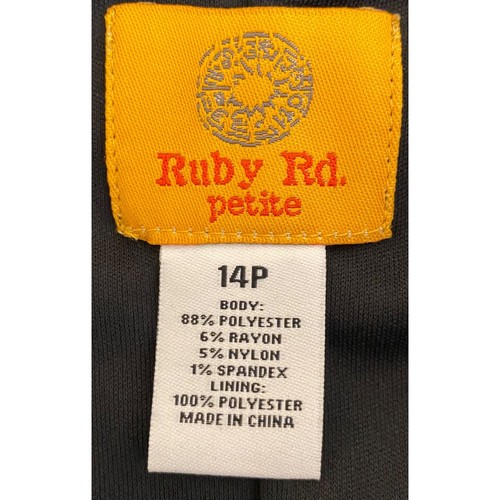 Ruby Rd.
petite
14P
BODY:
88% POLYESTER
6% RAYON
5% NYLON
1% SPANDEX
LINING:
100% POLYESTER
MADE IN CHINA